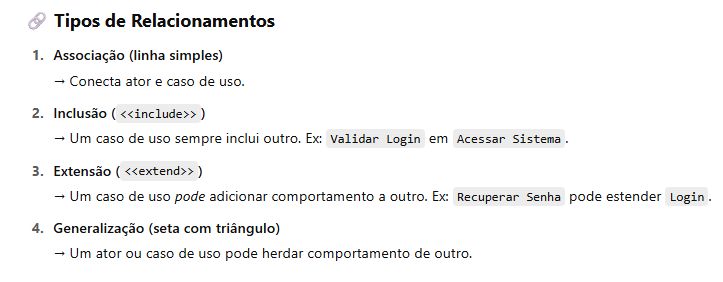 🔗 Tipos de Relacionamentos
1. Associação (linha simples)
→ Conecta ator e caso de uso.
2. Inclusão (<<include>>)
→ Um caso de uso sempre inclui outro. Ex: Validar Login em Acessar Sistema.
3. Extensão (<<extend>>)
→ Um caso de uso pode adicionar comportamento a outro. Ex: Recuperar Senha pode estender Login.
4. Generalização (seta com triângulo)
→ Um ator ou caso de uso pode herdar comportamento de outro.